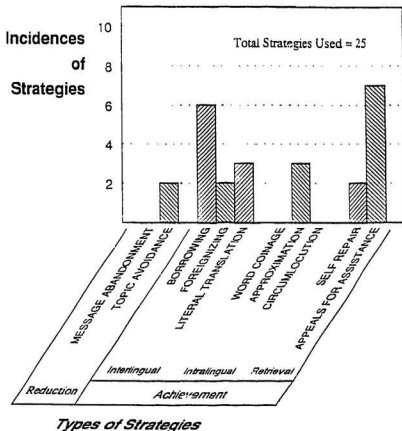 Incidences
of
Strategies
Total Strategies Used = 25
10
8
6
4
2
MESSAGE ABANDONMENT
TOPIC AVOIDANCE
BORROWING
FOREIGNIZING
LITERAL TRANSLATION
WORD COINAGE
APPROXIMATION
CIRCUMLOCUTION
SELF REPAIR
APPEALS FOR ASSISTANCE
Interlingual
Intralingual
Retrieval
Reduction
Achievement
Types of Strategies